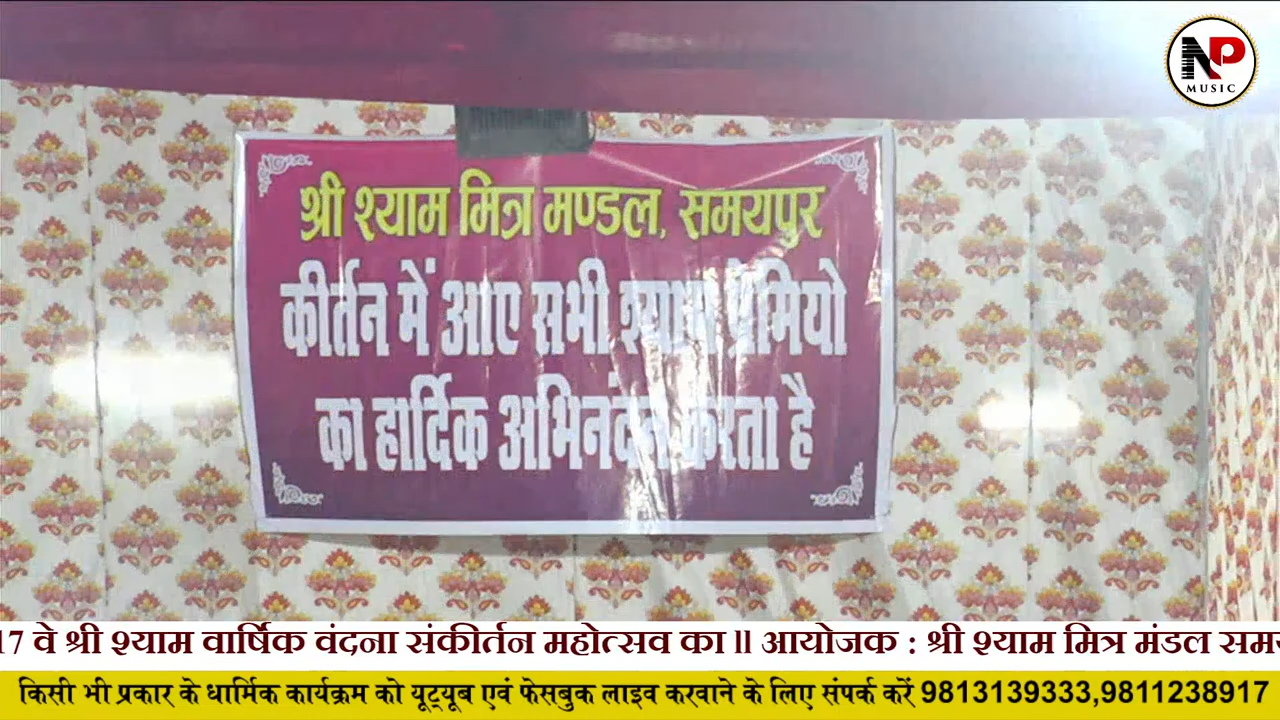 NP
MUSIC
श्री श्याम मित्र मण्डल, समयपुर
कीर्तन में आए सभी श्याम प्रेमियो
का हार्दिक अभिनंदन करता है
17 वे श्री श्याम वार्षिक वंदना संकीर्तन महोत्सव का ll आयोजक : श्री श्याम मित्र मंडल
किसी भी प्रकार के धार्मिक कार्यक्रम को यूट्यूब एवं फेसबुक लाइव करवाने के लिए संपर्क करें 9813139333,9811238917